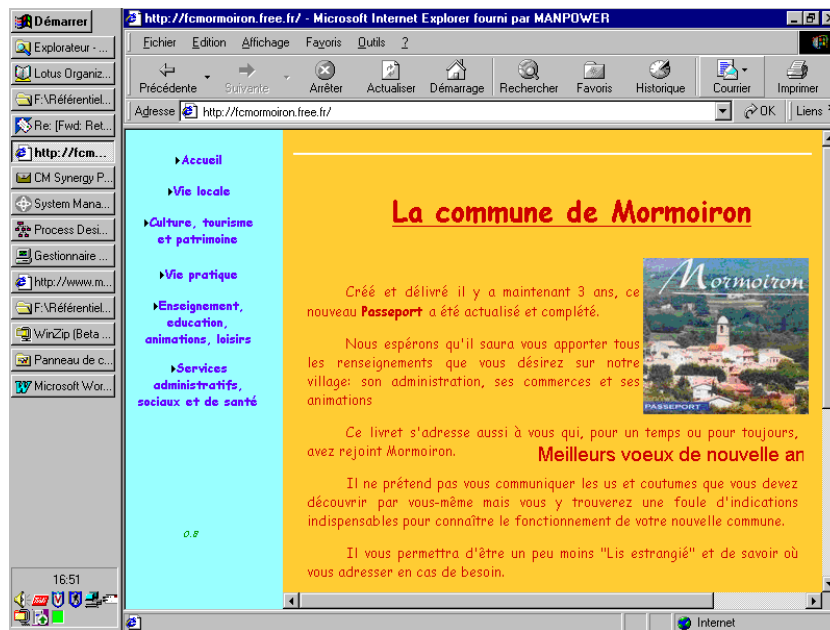 Démarrer
Explorateur - ...
Lotus Organiz...
F:\Référentiel...
Re: [Fwd: Ret...
http://fcm...
CM Synergy P...
System Mana...
Process Desi...
Gestionnaire ...
http://www.m...
F:\Référentiel...
WinZip (Beta ...
Panneau de c...
Microsoft Wor...
16:51
http://fcmormoiron.free.fr/ - Microsoft Internet Explorer fourni par MANPOWER
Fichier Edition Affichage Favoris Outils ?
Précédente Suivante Arrêter Actualiser Démarrage Rechercher Favoris Historique Courrier Imprimer
Adresse http://fcmormoiron.free.fr/ OK Liens
Accueil
Vie locale
Culture, tourisme
et patrimoine
Vie pratique
Enseignement,
education,
animations, loisirs
Services
administratifs,
sociaux et de santé
0.8
La commune de Mormoiron
Mormoiron
PASSEPORT
Créé et délivré il y a maintenant 3 ans, ce
nouveau Passeport a été actualisé et complété.
Nous espérons qu'il saura vous apporter tous
les renseignements que vous désirez sur notre
village: son administration, ses commerces et ses
animations
Ce livret s'adresse aussi à vous qui, pour un temps ou pour toujours,
avez rejoint Mormoiron.
Meilleurs voeux de nouvelle an
Il ne prétend pas vous communiquer les us et coutumes que vous devez
découvrir par vous-même mais vous y trouverez une foule d'indications
indispensables pour connaître le fonctionnement de votre nouvelle commune.
Il vous permettra d'être un peu moins "Lis estrangié" et de savoir où
vous adresser en cas de besoin.
Internet